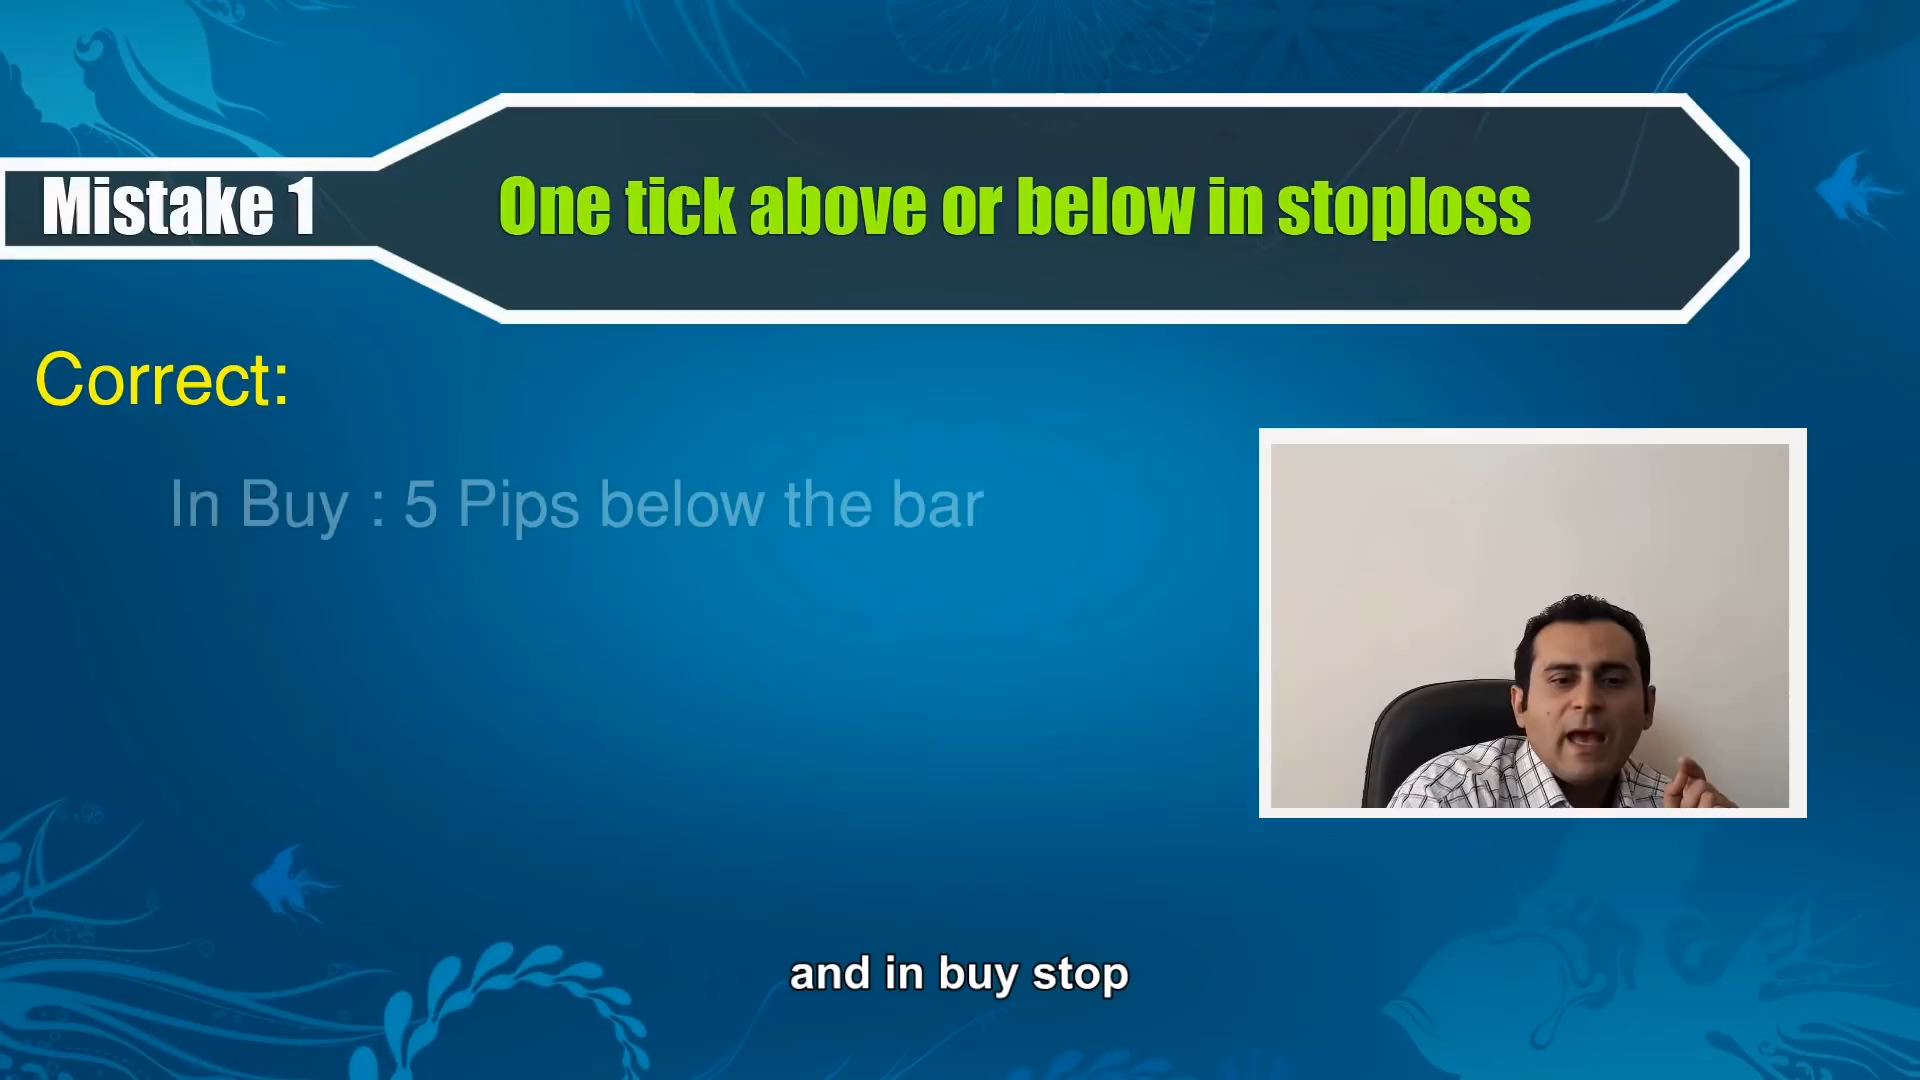 Mistake 1
One tick above or below in stoploss
Correct:
In Buy : 5 Pips below the bar
and in buy stop